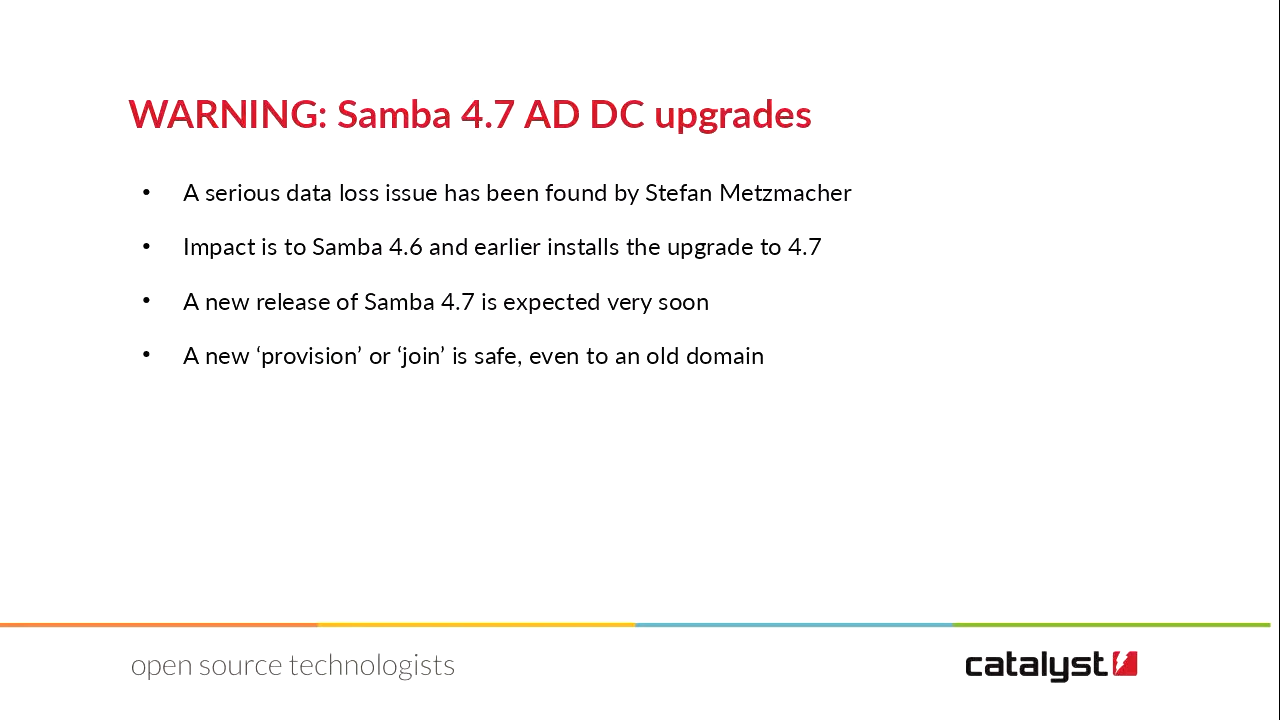 WARNING: Samba 4.7 AD DC upgrades
• A serious data loss issue has been found by Stefan Metzmacher
• Impact is to Samba 4.6 and earlier installs the upgrade to 4.7
• A new release of Samba 4.7 is expected very soon
• A new ‘provision’ or ‘join’ is safe, even to an old domain
open source technologists
catalyst